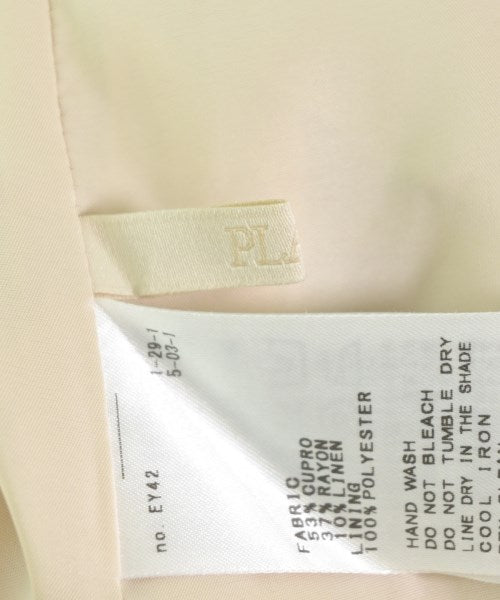 PLA
1-29-1
5-03-1
no. EY42
FABRIC
53% CUPRO
37% RAYON
10% LINEN
LINING
100% POLYESTER
HAND WASH
DO NOT BLEACH
DO NOT TUMBLE DRY
LINE DRY IN THE SHADE
COOL IRON